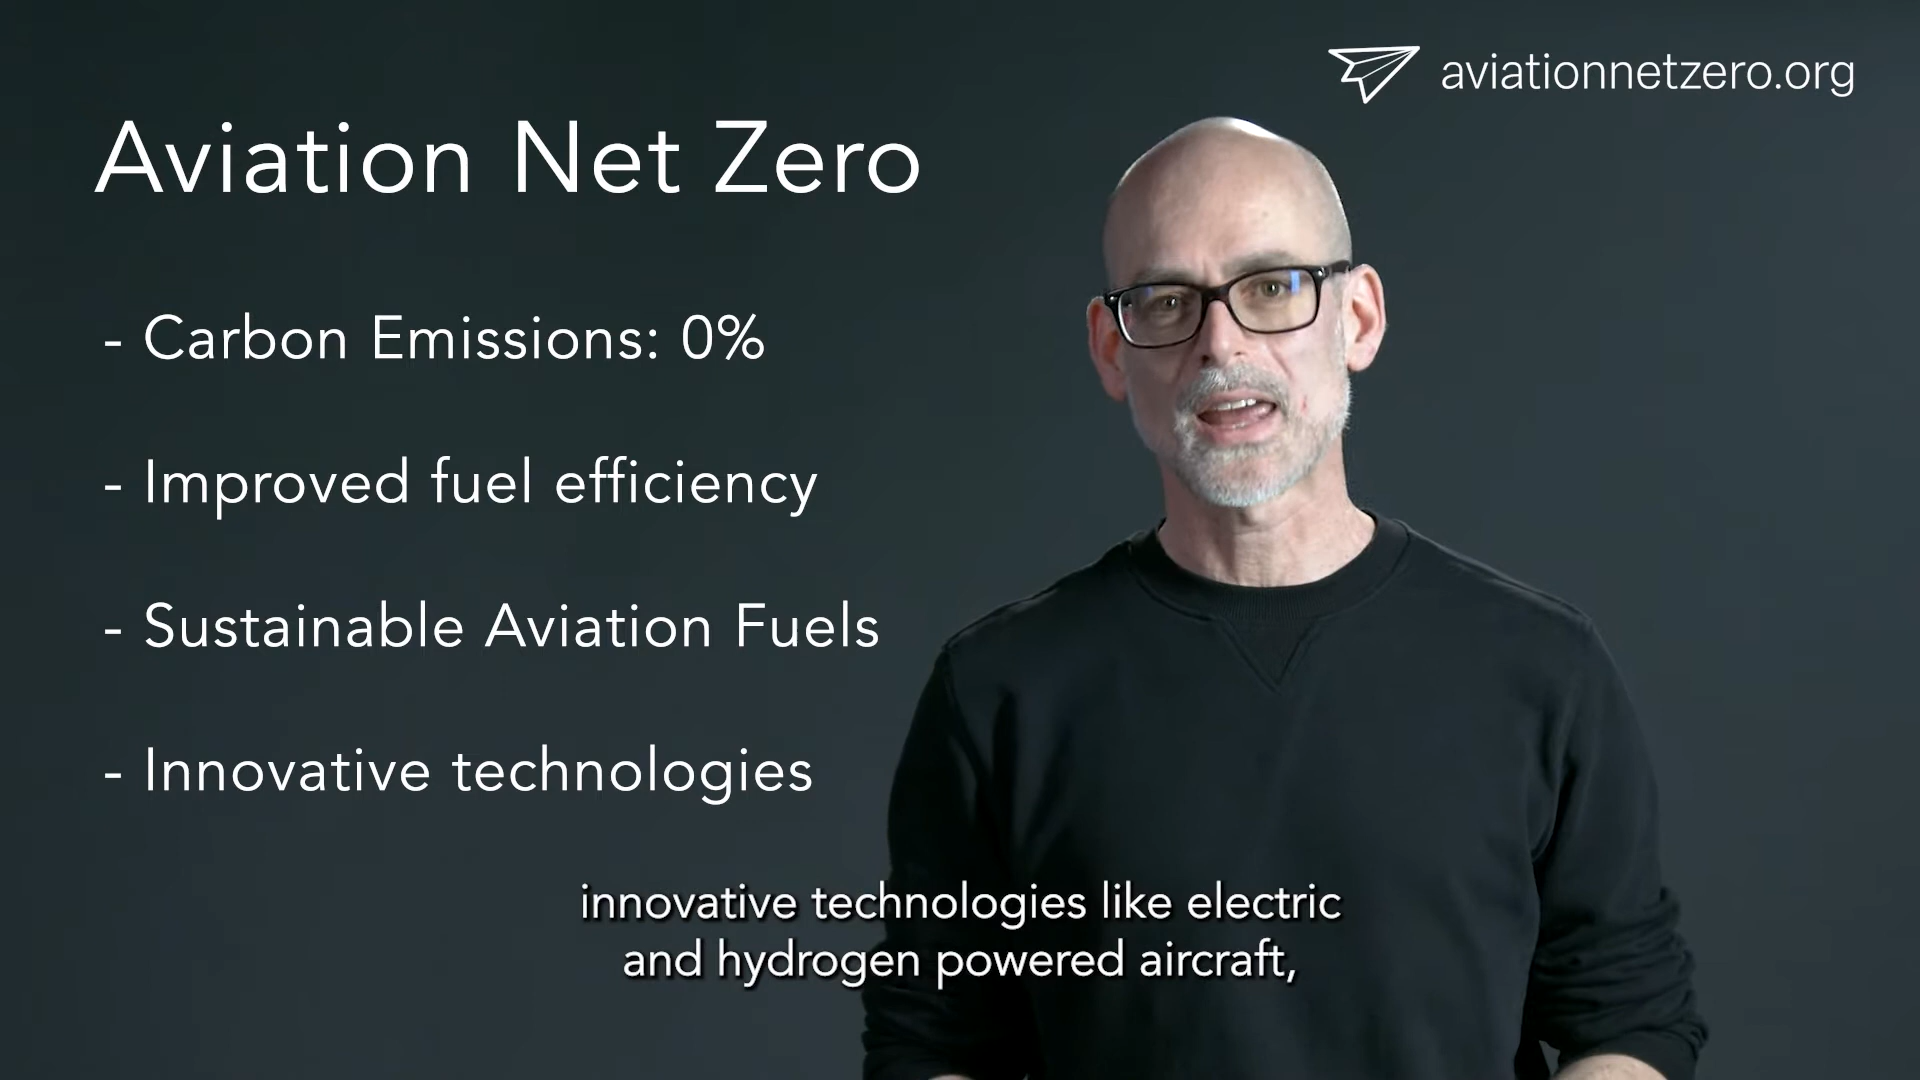 aviationnetzero.org
Aviation Net Zero
- Carbon Emissions: 0%
- Improved fuel efficiency
- Sustainable Aviation Fuels
- Innovative technologies
innovative technologies like electric
and hydrogen powered aircraft,